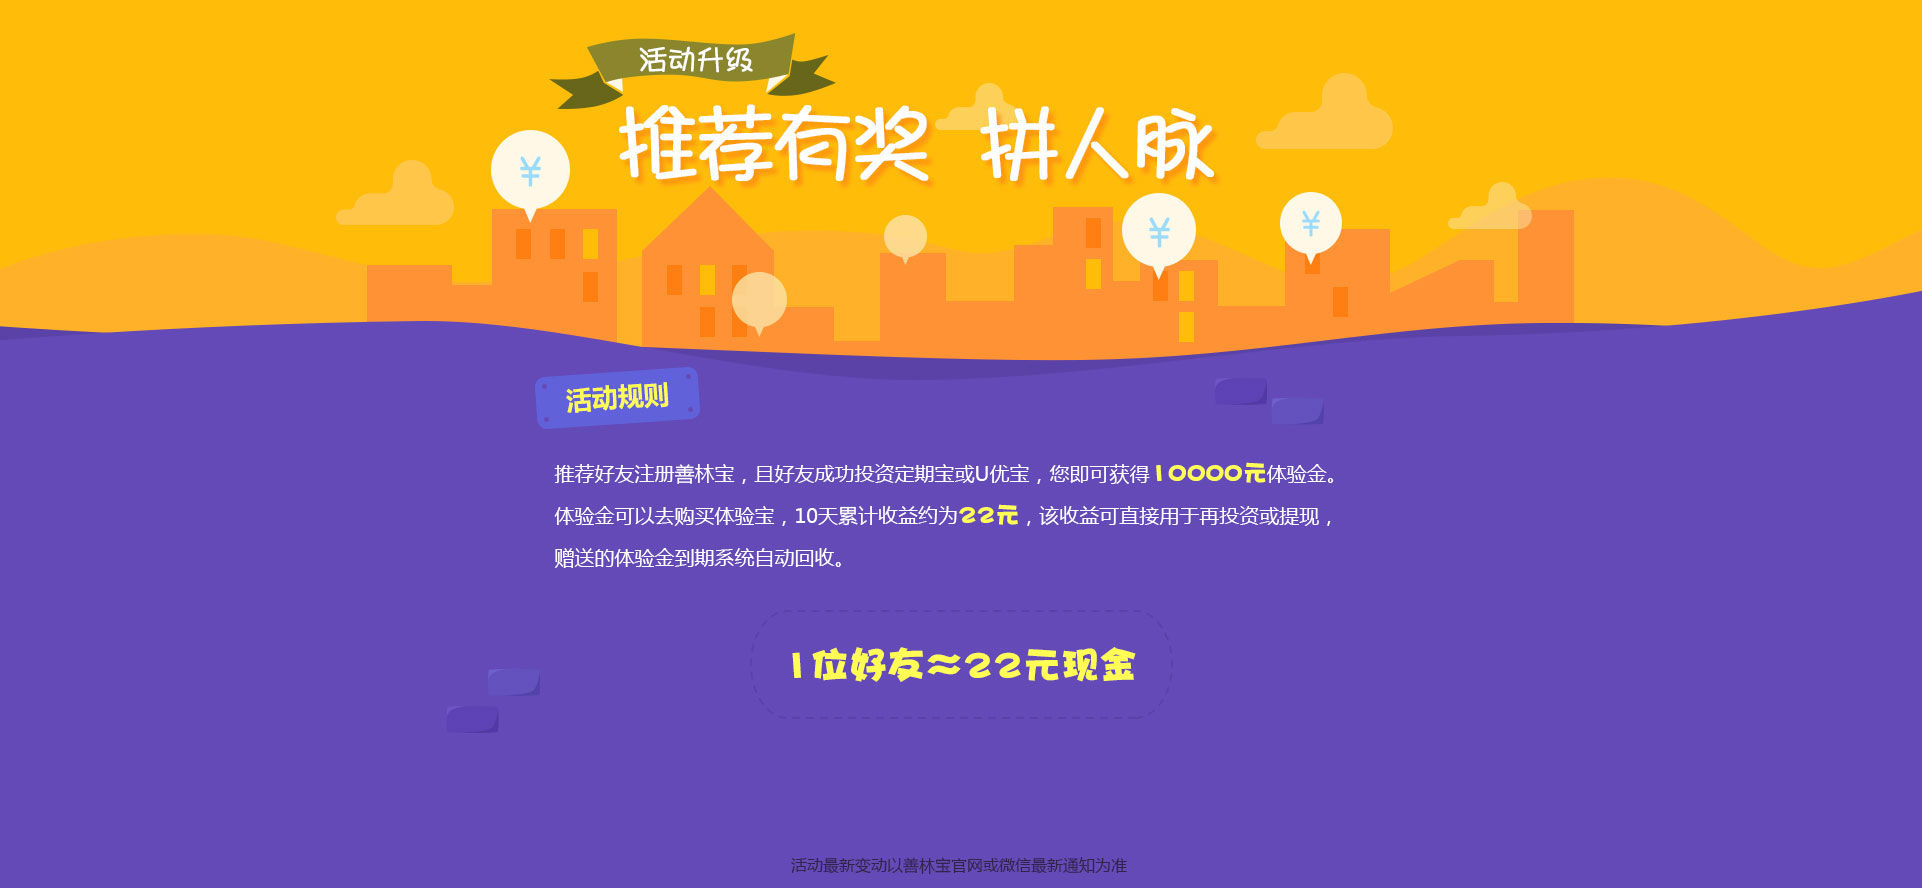 活动升级
推荐有奖 拼人脉
¥
¥
¥
活动规则
推荐好友注册善林宝，且好友成功投资定期宝或U优宝，您即可获得10000元体验金。
体验金可以去购买体验宝，10天累计收益约为22元，该收益可直接用于再投资或提现，
赠送的体验金到期系统自动回收。
1位好友≈22元现金
活动最新变动以善林宝官网或微信最新通知为准